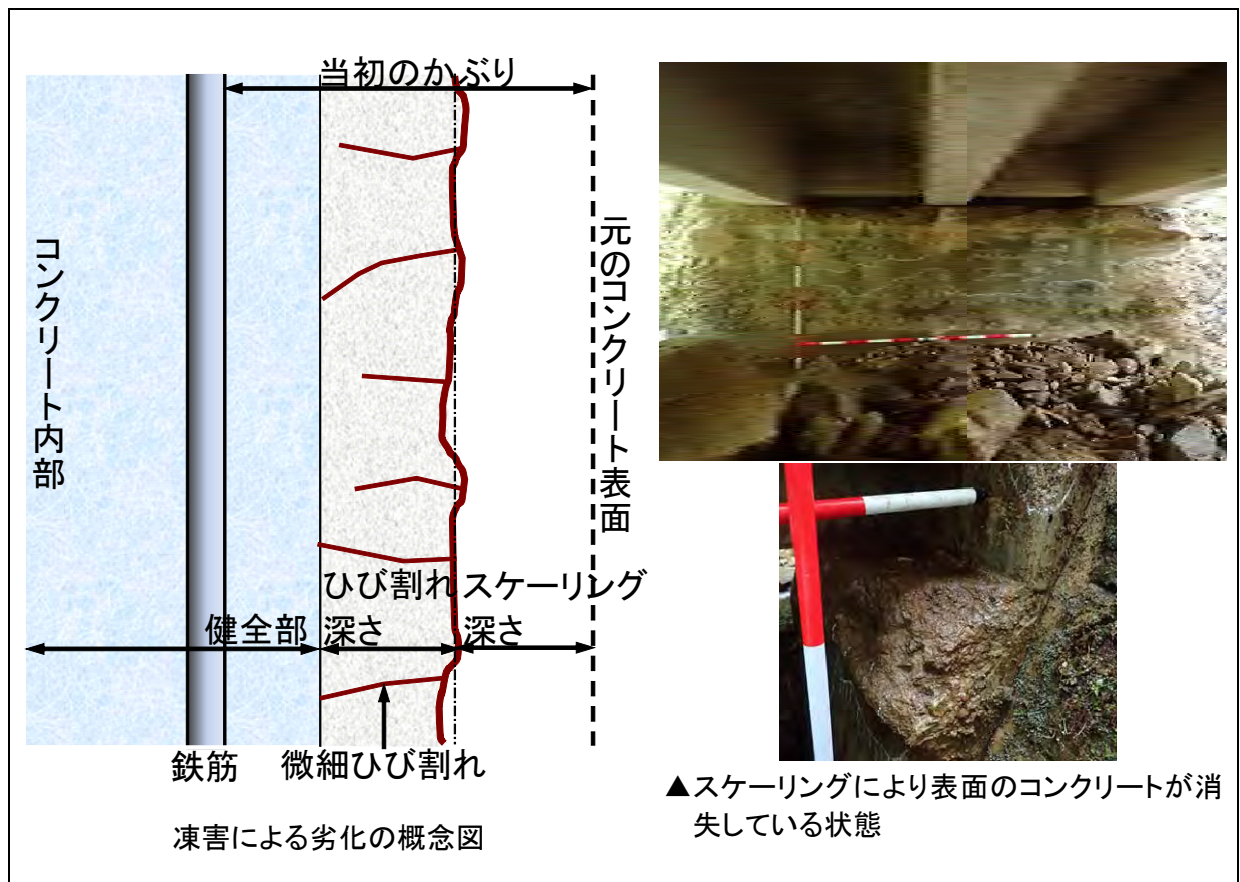 当初のかぶり
コンクリート内部
元のコンクリート表面
ひび割れ
深さ
スケーリング
深さ
健全部
鉄筋
微細ひび割れ
凍害による劣化の概念図
▲スケーリングにより表面のコンクリートが消
失している状態